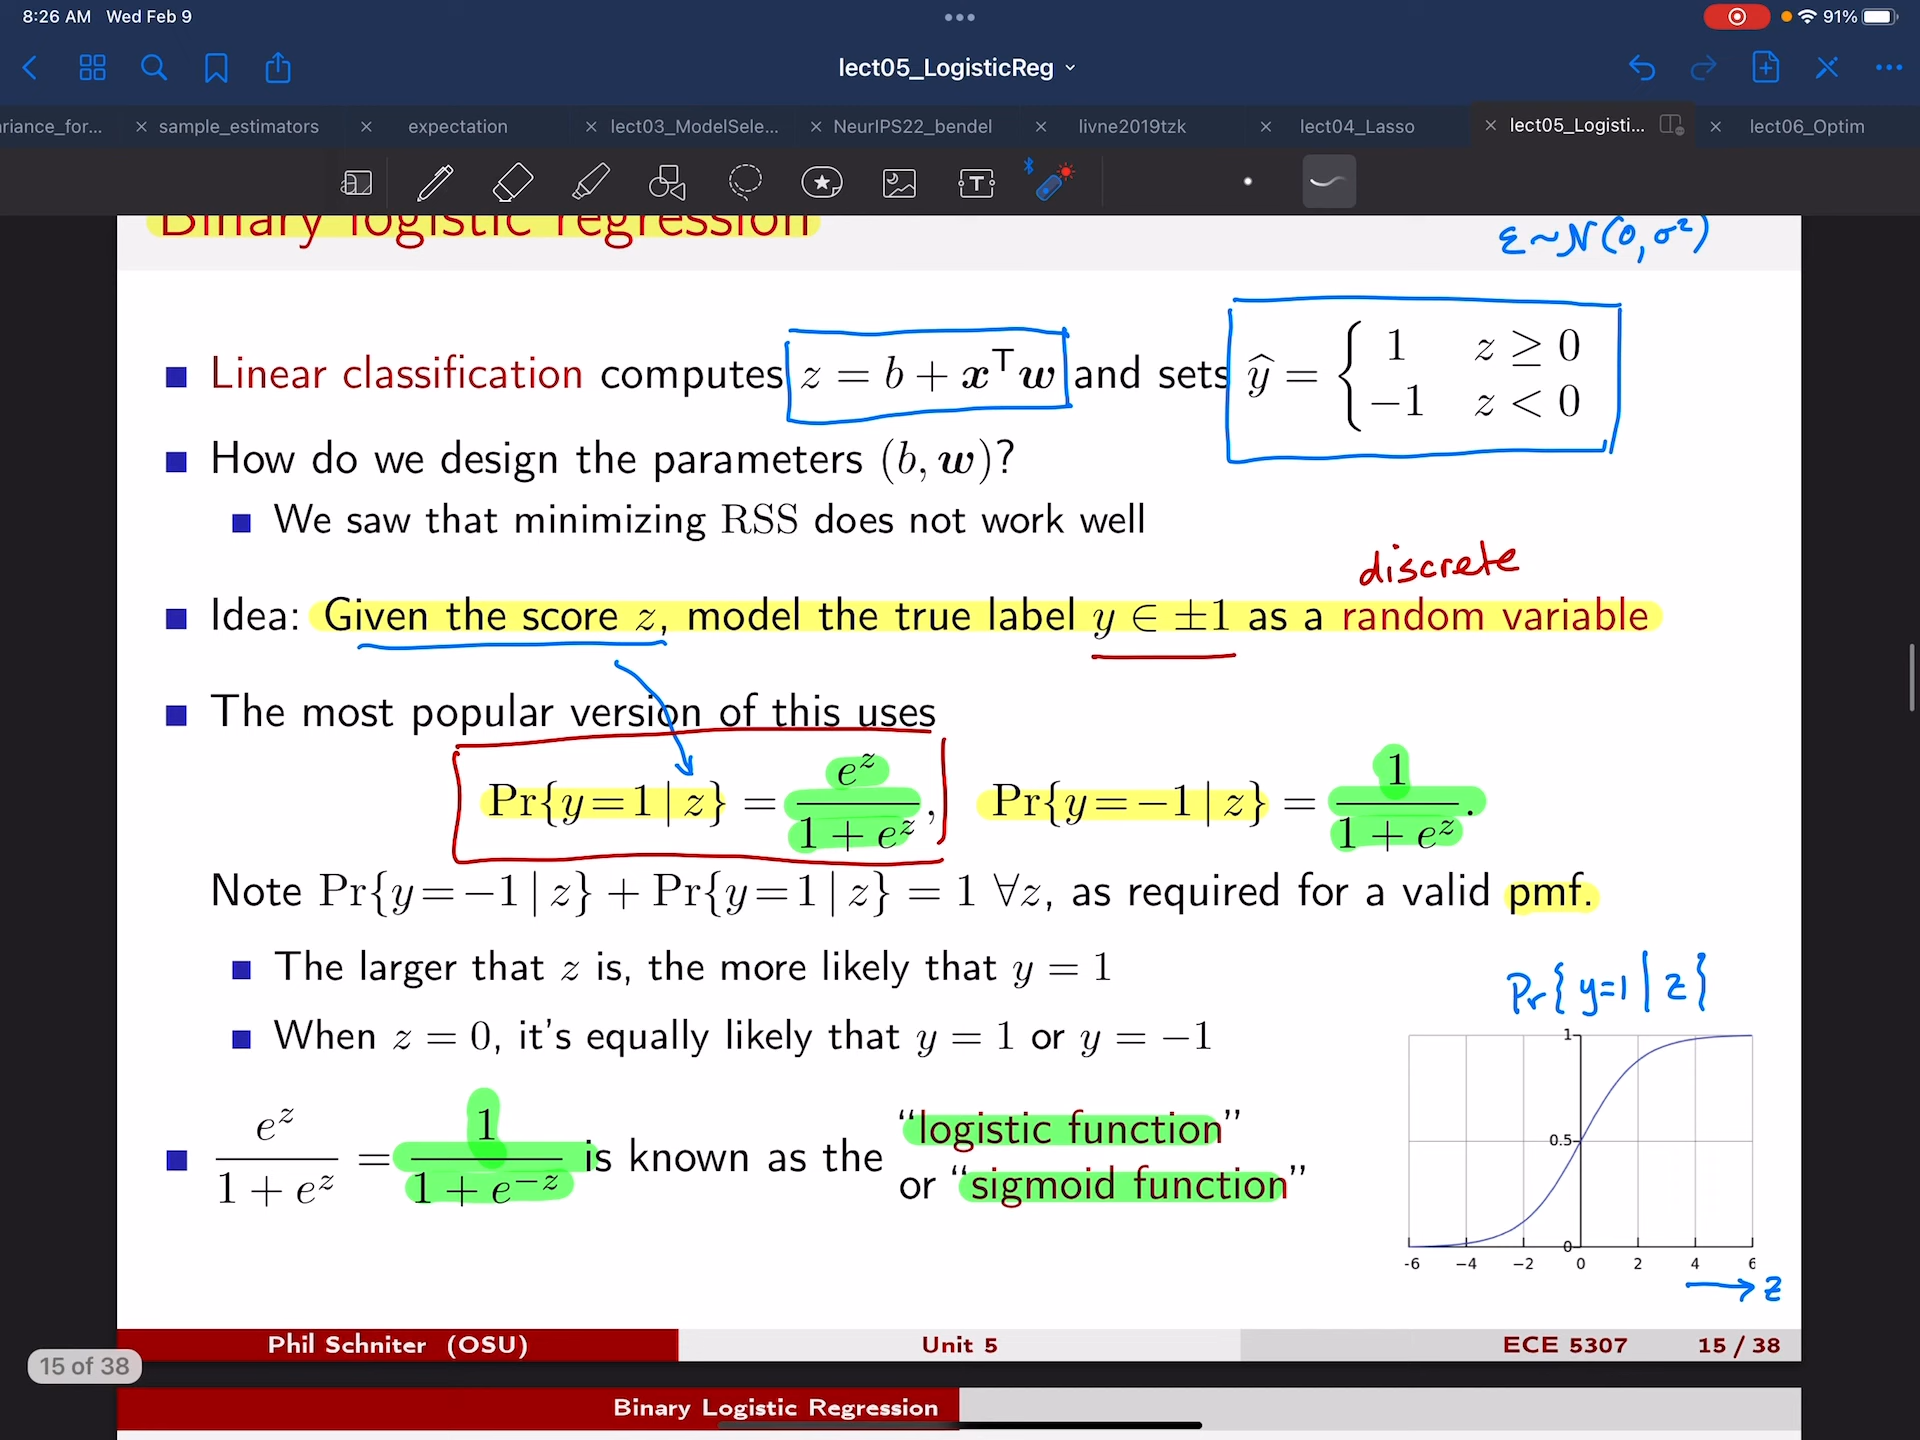 8:26 AM Wed Feb 9
91%
lect05_LogisticReg
riance_for...
sample_estimators
expectation
lect03_ModelSele...
NeurIPS22_bendel
livne2019tzk
lect04_Lasso
lect05_Logisti...
lect06_Optim
Binary logistic regression
ε ~ N(0, σ²)
Linear classification computes z = b + xᵀw and sets ŷ = { 1 z ≥ 0
−1 z < 0
How do we design the parameters (b, w)?
We saw that minimizing RSS does not work well
discrete
Idea: Given the score z, model the true label y ∈ ±1 as a random variable
The most popular version of this uses
Pr{y=1 | z} = e^z / (1 + e^z), Pr{y=−1 | z} = 1 / (1 + e^z).
Note Pr{y=−1 | z} + Pr{y=1 | z} = 1 ∀z, as required for a valid pmf.
The larger that z is, the more likely that y = 1
When z = 0, it's equally likely that y = 1 or y = −1
e^z / (1 + e^z) = 1 / (1 + e^−z) is known as the “logistic function”
or “sigmoid function”
Pr{y=1 | z}
1
0.5
0
-6 −4 −2 0 2 4 6
z
Phil Schniter (OSU) Unit 5 ECE 5307 15 / 38
15 of 38
Binary Logistic Regression